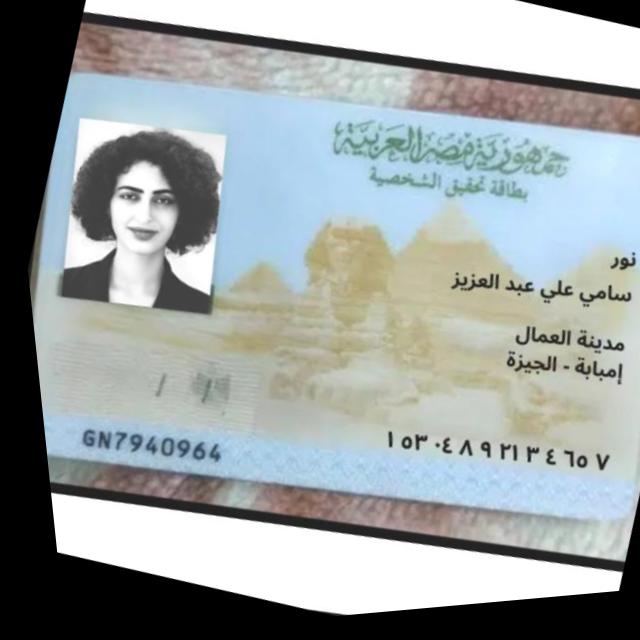 جمهورية مصر العربية
بطاقة تحقيق الشخصية
نور
سامي علي عبد العزيز
مدينة العمال
إمبابة - الجيزة
١٥٣٠٤٨٩٢١٣٤٦٥٧
GN7940964